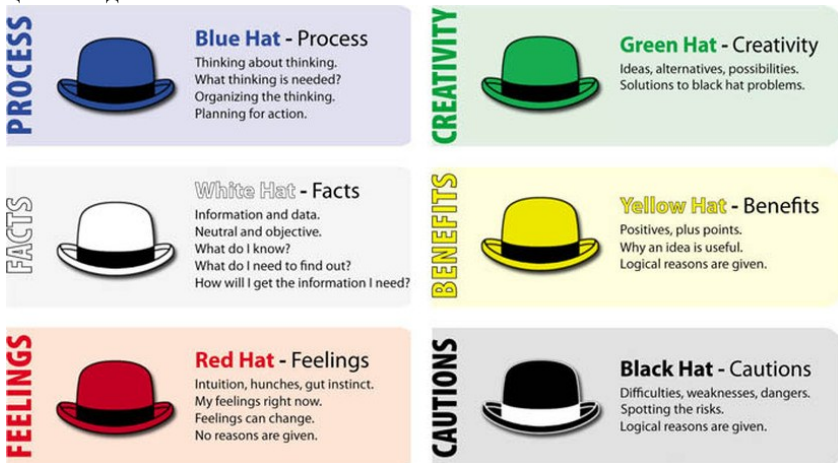 PROCESS
Blue Hat - Process
Thinking about thinking.
What thinking is needed?
Organizing the thinking.
Planning for action.
CREATIVITY
Green Hat - Creativity
Ideas, alternatives, possibilities.
Solutions to black hat problems.
FACTS
White Hat - Facts
Information and data.
Neutral and objective.
What do I know?
What do I need to find out?
How will I get the information I need?
BENEFITS
Yellow Hat - Benefits
Positives, plus points.
Why an idea is useful.
Logical reasons are given.
FEELINGS
Red Hat - Feelings
Intuition, hunches, gut instinct.
My feelings right now.
Feelings can change.
No reasons are given.
CAUTIONS
Black Hat - Cautions
Difficulties, weaknesses, dangers.
Spotting the risks.
Logical reasons are given.